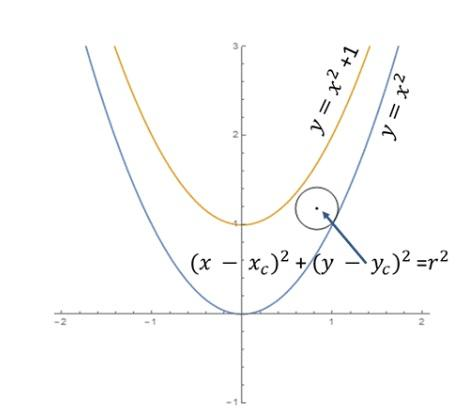 3
y = x² +1
y = x²
2
1
(x − x_c)² + (y − y_c)² =r²
−2
−1
1
2
−1